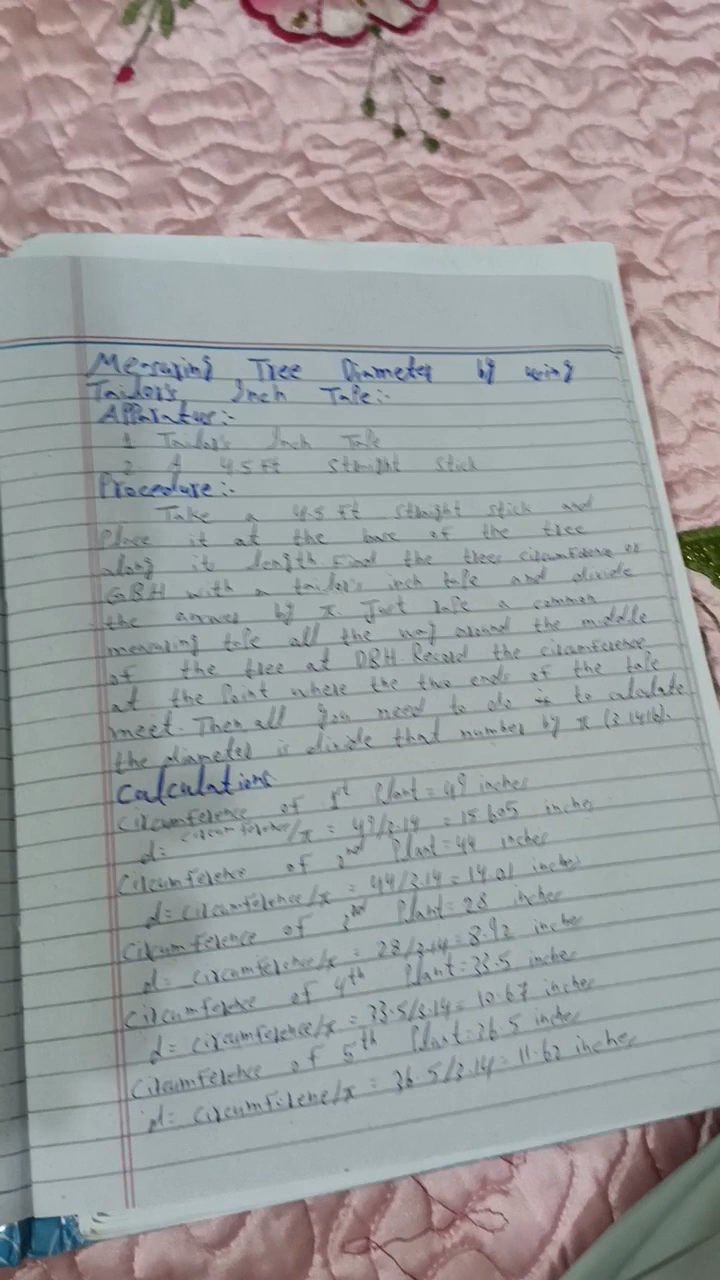 Measuring Tree Diameter by using
Tailor's Inch Tape:-
Apparatus:-
1 Tailor's Inch Tape
2 A 4.5 ft straight stick
Procedure:-
Take a 4.5 ft straight stick and
Place it at the base of the tree
along it length. Find the trees circumference or
GBH with a tailor's inch tape and divide
the answer by π. Just take a common
measuring tape all the way around the middle
of the tree at DBH. Record the circumference
at the point where the two ends of the tape
meet. Then all you need to do is to calculate
the diameter is divide that number by π (3.1416).
Calculations
Circumference of 1st Plant = 49 inches
d = circumference/π = 49/3.14 = 15.605 inches
Circumference of 2nd Plant = 44 inches
d = circumference/π = 44/3.14 = 14.01 inches
Circumference of 3rd Plant = 28 inches
d = circumference/π = 28/3.14 = 8.92 inches
Circumference of 4th Plant = 33.5 inches
d = circumference/π = 33.5/3.14 = 10.67 inches
Circumference of 5th Plant = 36.5 inches
d = circumference/π = 36.5/3.14 = 11.62 inches